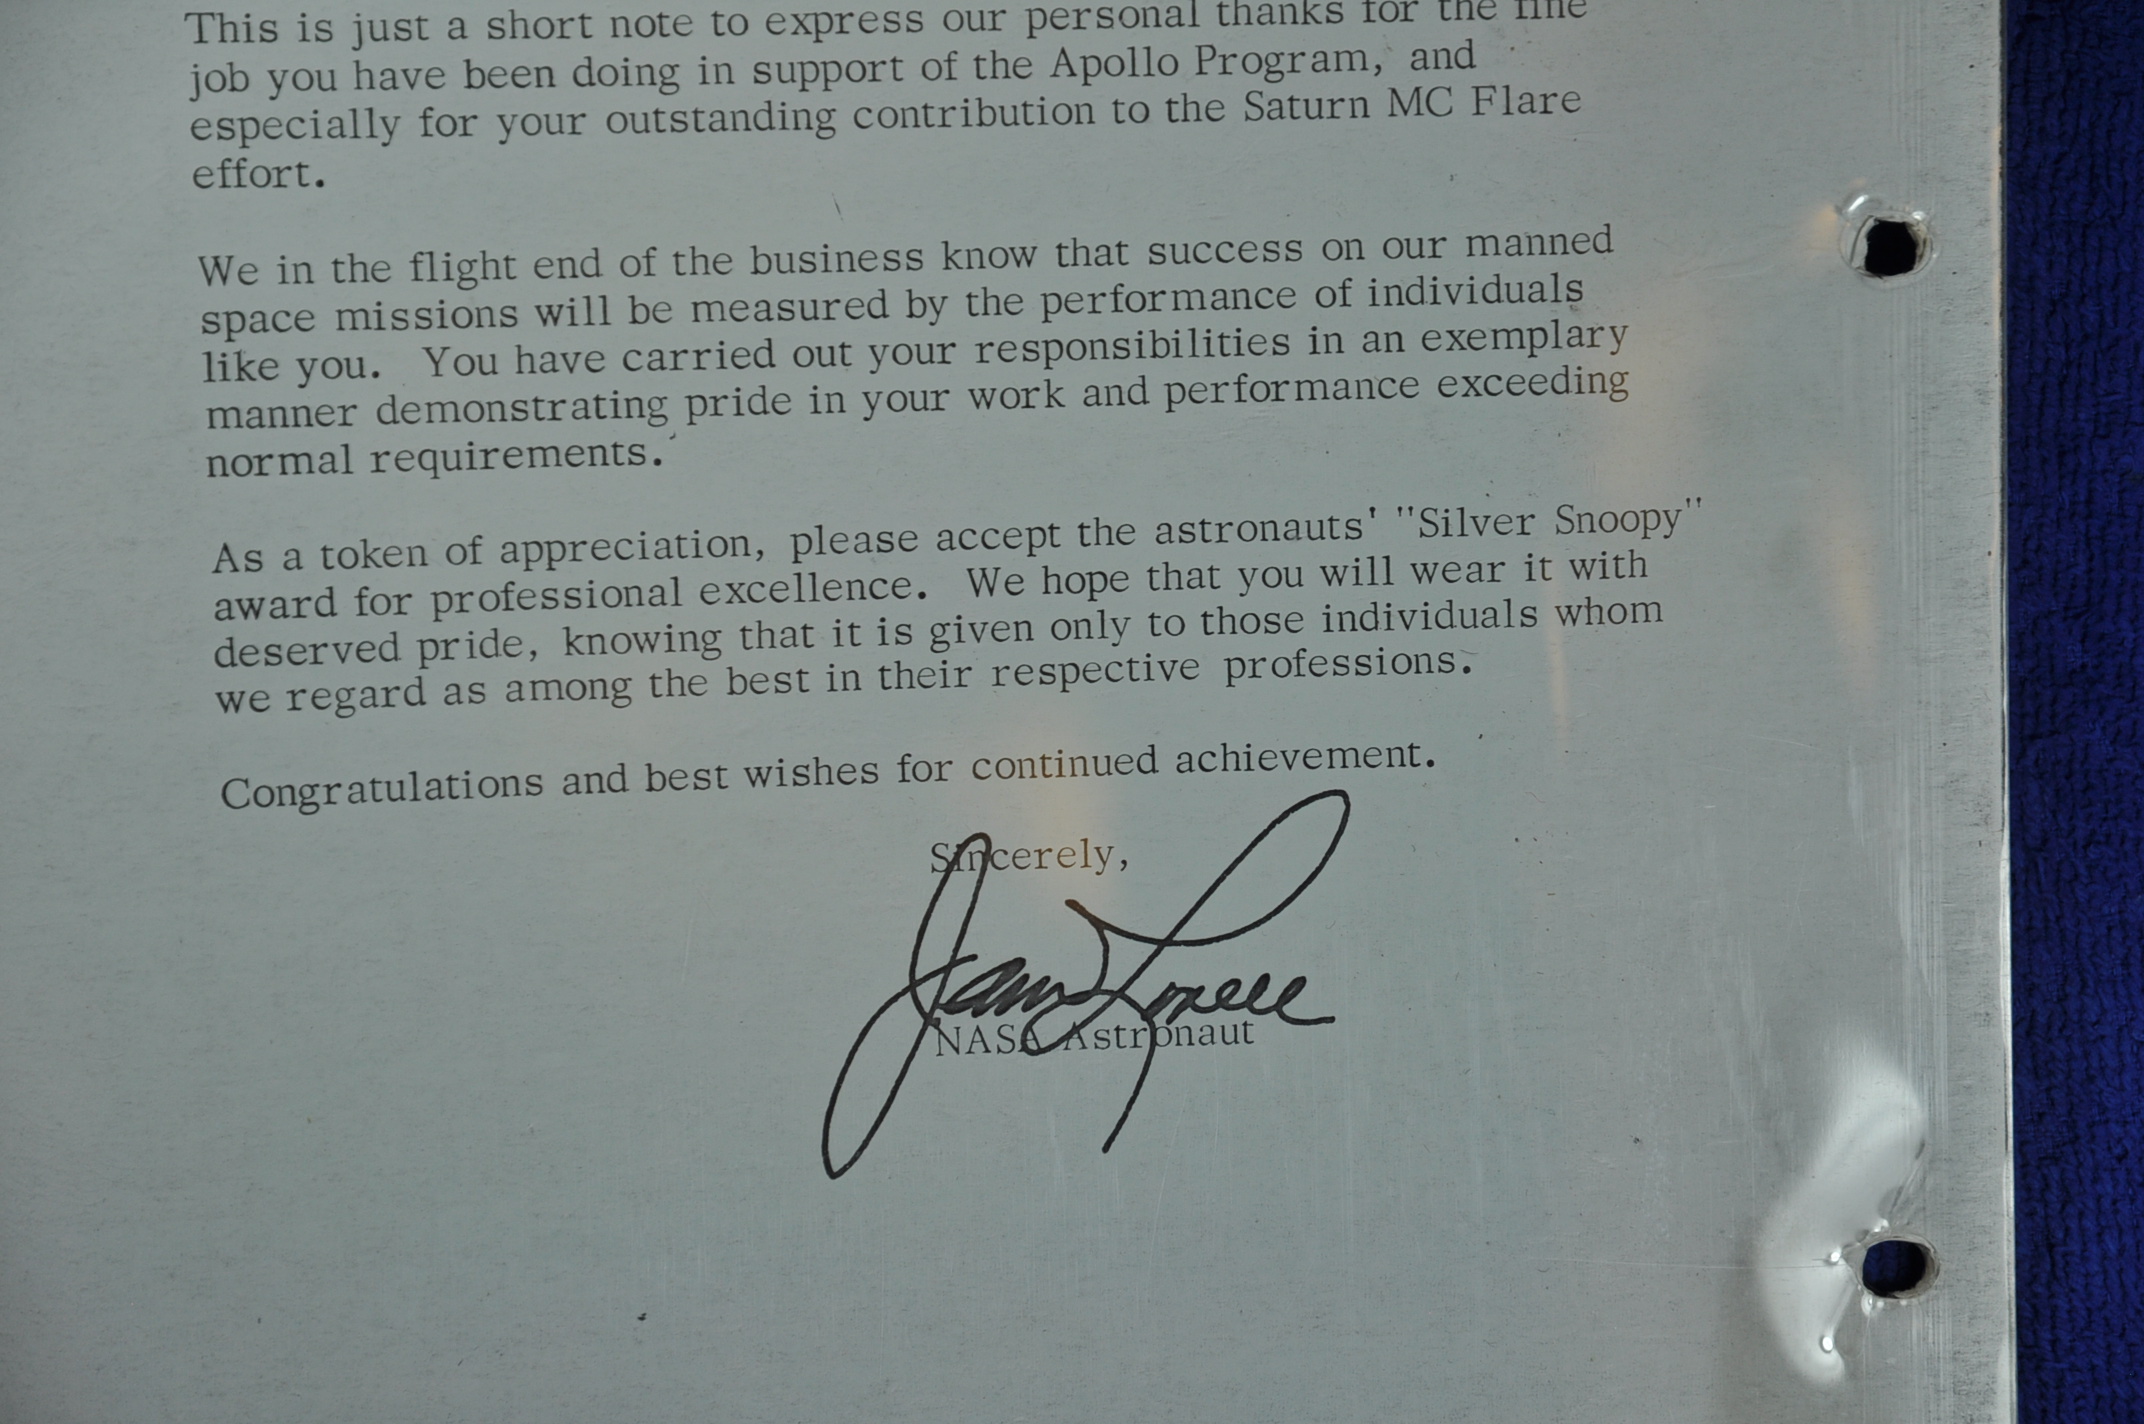 This is just a short note to express our personal thanks for the fine
job you have been doing in support of the Apollo Program, and
especially for your outstanding contribution to the Saturn MC Flare
effort.
We in the flight end of the business know that success on our manned
space missions will be measured by the performance of individuals
like you. You have carried out your responsibilities in an exemplary
manner demonstrating pride in your work and performance exceeding
normal requirements.
As a token of appreciation, please accept the astronauts' "Silver Snoopy"
award for professional excellence. We hope that you will wear it with
deserved pride, knowing that it is given only to those individuals whom
we regard as among the best in their respective professions.
Congratulations and best wishes for continued achievement.
Sincerely,
James Lovell
NASA Astronaut